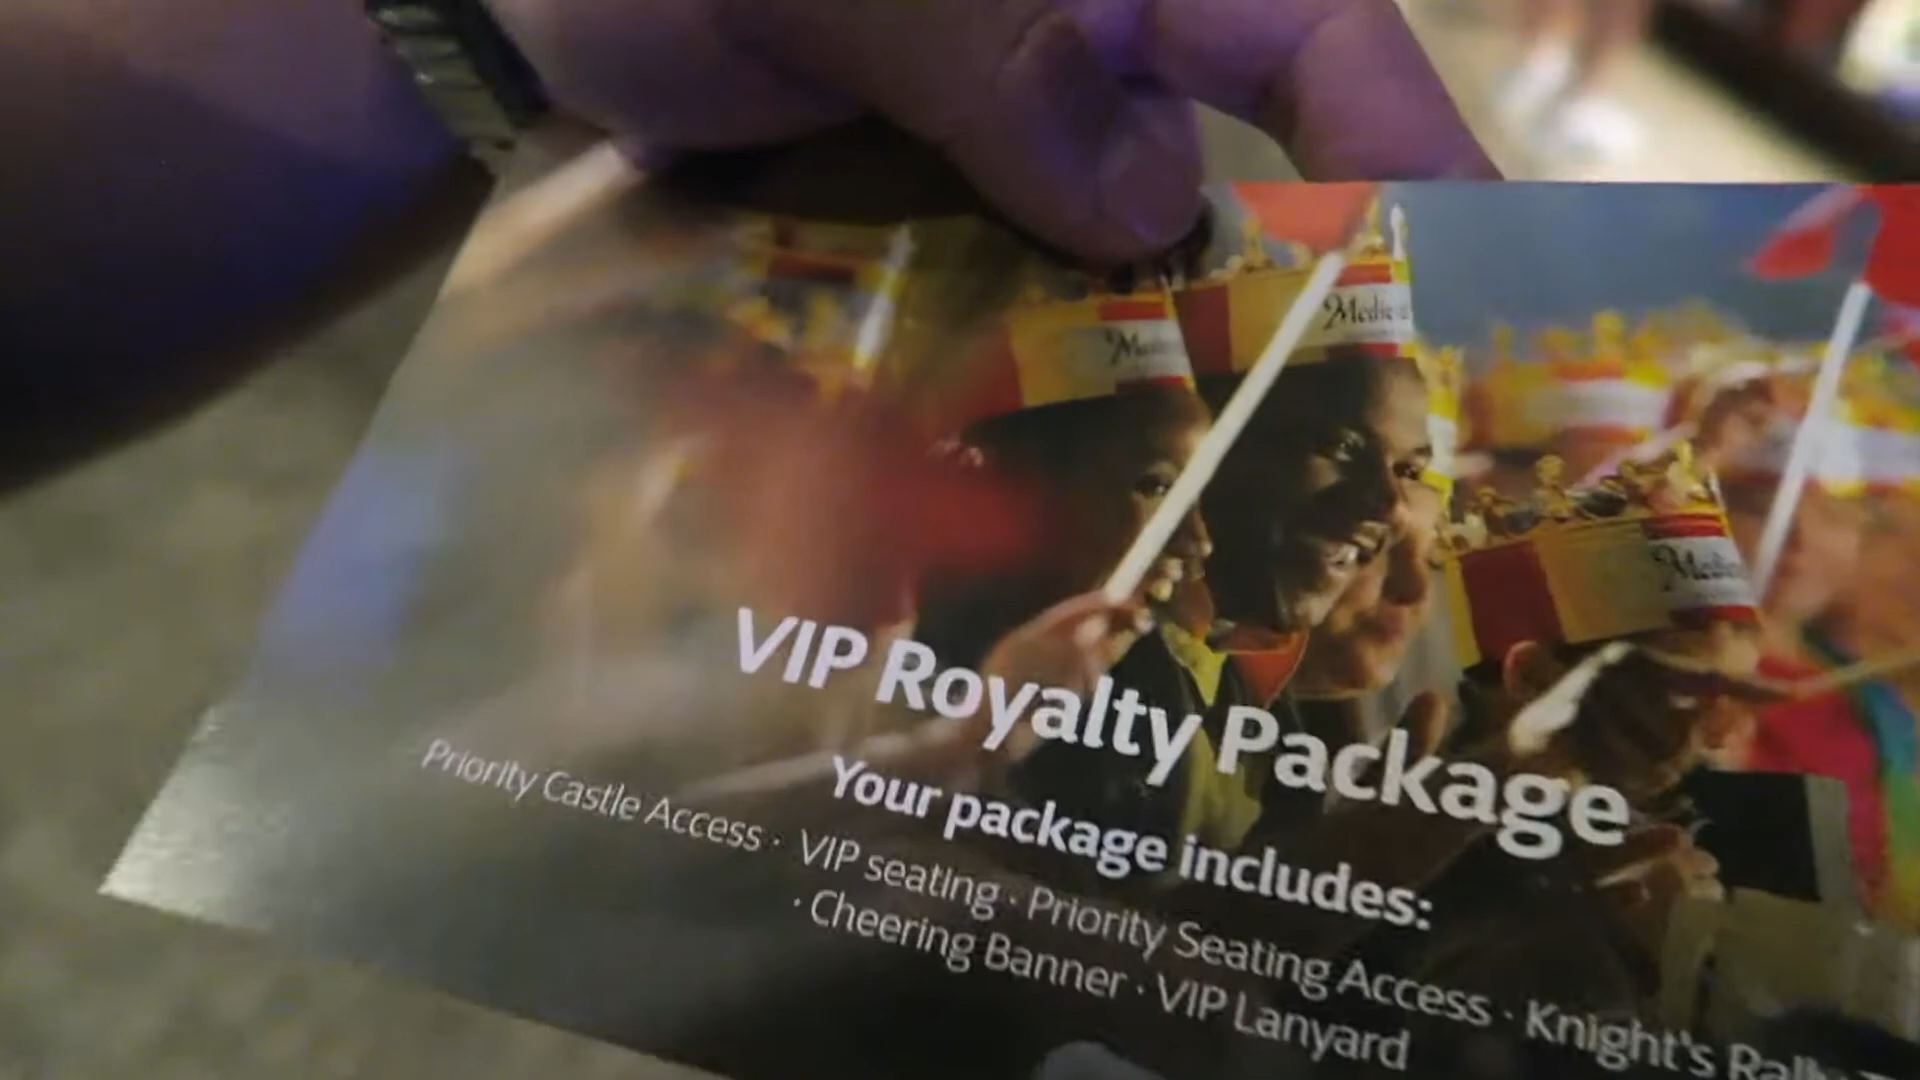 Medie
VIP Royalty Package
Your package includes:
Priority Castle Access · VIP seating · Priority Seating Access · Knight's
· Cheering Banner · VIP Lanyard